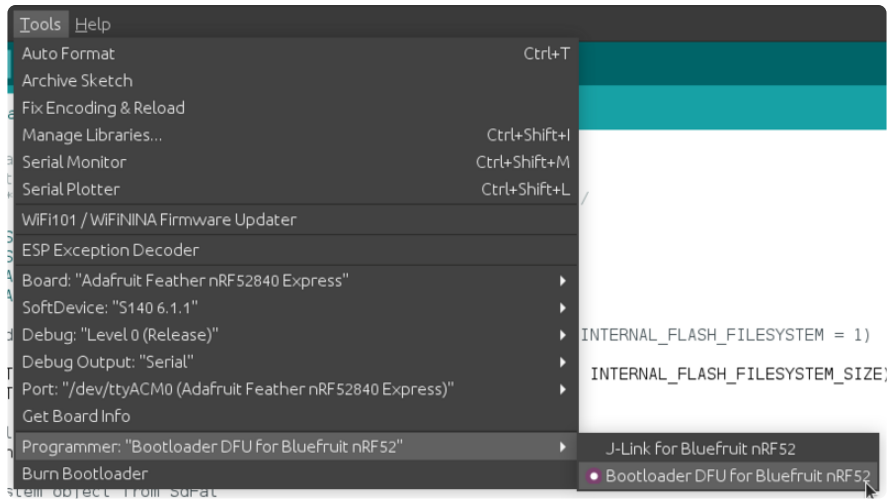 Tools Help
Auto Format Ctrl+T
Archive Sketch
Fix Encoding & Reload
Manage Libraries... Ctrl+Shift+I
Serial Monitor Ctrl+Shift+M
Serial Plotter Ctrl+Shift+L
/
WiFi101 / WiFiNINA Firmware Updater
ESP Exception Decoder
Board: "Adafruit Feather nRF52840 Express"
SoftDevice: "S140 6.1.1"
Debug: "Level 0 (Release)" INTERNAL_FLASH_FILESYSTEM = 1)
Debug Output: "Serial" INTERNAL_FLASH_FILESYSTEM_SIZE)
Port: "/dev/ttyACM0 (Adafruit Feather nRF52840 Express)"
Get Board Info
Programmer: "Bootloader DFU for Bluefruit nRF52" J-Link for Bluefruit nRF52
Burn Bootloader Bootloader DFU for Bluefruit nRF52
object from SdFat